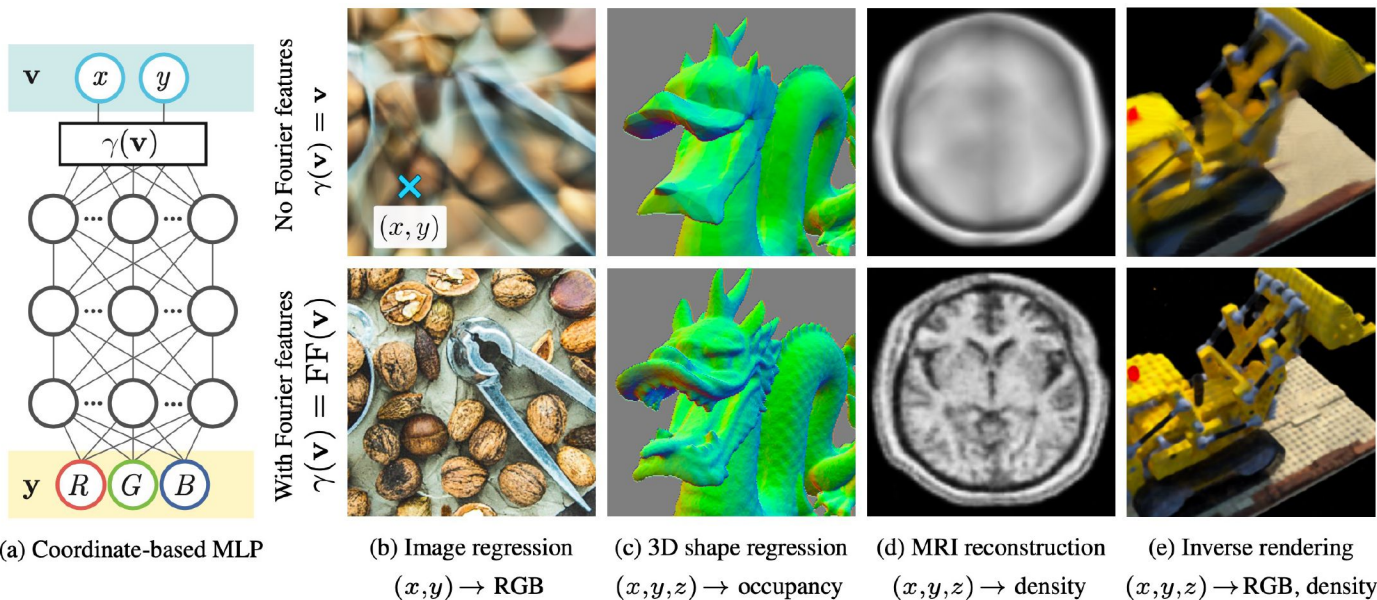 v
x y
γ(v)
R G B
y
(a) Coordinate-based MLP
No Fourier features
γ(v) = v
With Fourier features
γ(v) = FF(v)
(x, y)
(b) Image regression
(x,y) → RGB
(c) 3D shape regression
(x,y,z) → occupancy
(d) MRI reconstruction
(x,y,z) → density
(e) Inverse rendering
(x,y,z) → RGB, density